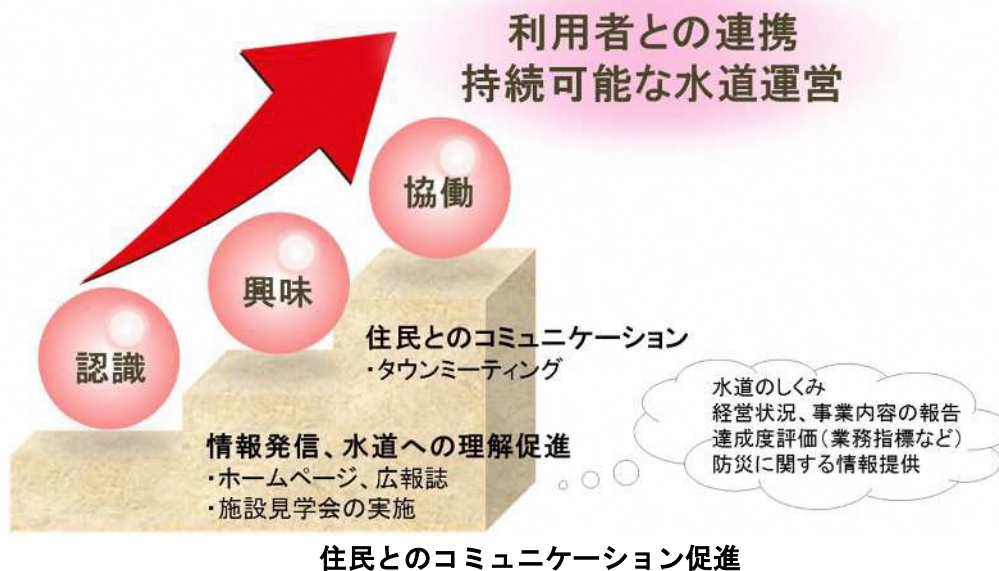 利用者との連携
持続可能な水道運営
協働
興味
認識
住民とのコミュニケーション
・タウンミーティング
情報発信、水道への理解促進
・ホームページ、広報誌
・施設見学会の実施
水道のしくみ
経営状況、事業内容の報告
達成度評価(業務指標など)
防災に関する情報提供
住民とのコミュニケーション促進